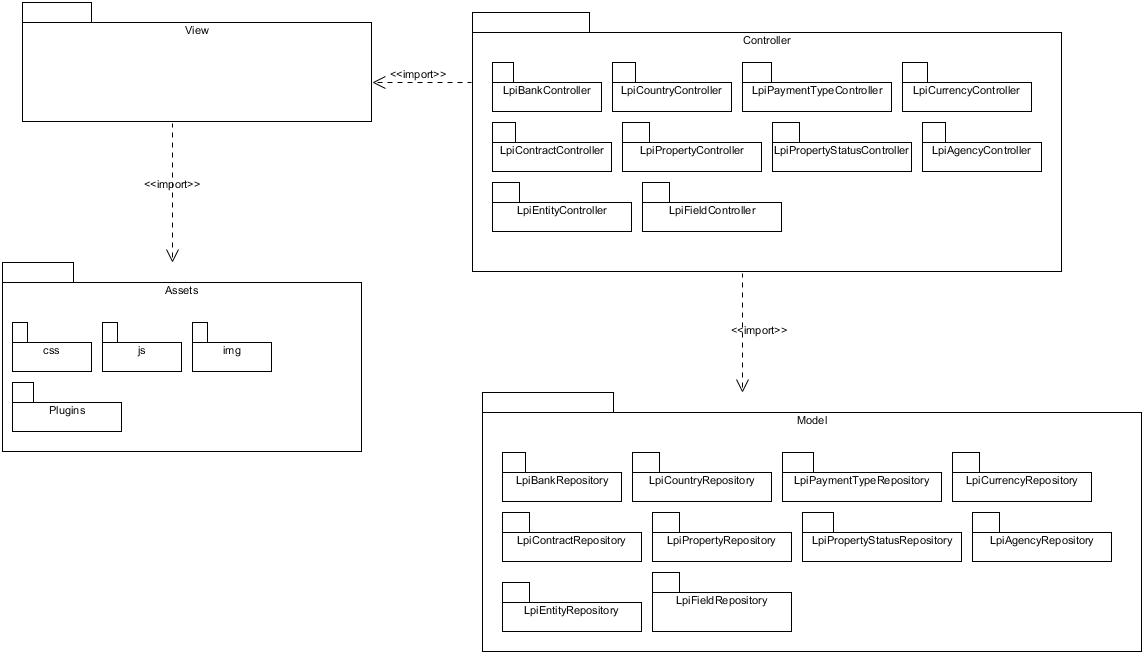 View
Controller
<<import>>
LpiBankController
LpiCountryController
LpiPaymentTypeController
LpiCurrencyController
LpiContractController
LpiPropertyController
LpiPropertyStatusController
LpiAgencyController
LpiEntityController
LpiFieldController
<<import>>
Assets
css
js
img
Plugins
<<import>>
Model
LpiBankRepository
LpiCountryRepository
LpiPaymentTypeRepository
LpiCurrencyRepository
LpiContractRepository
LpiPropertyRepository
LpiPropertyStatusRepository
LpiAgencyRepository
LpiEntityRepository
LpiFieldRepository